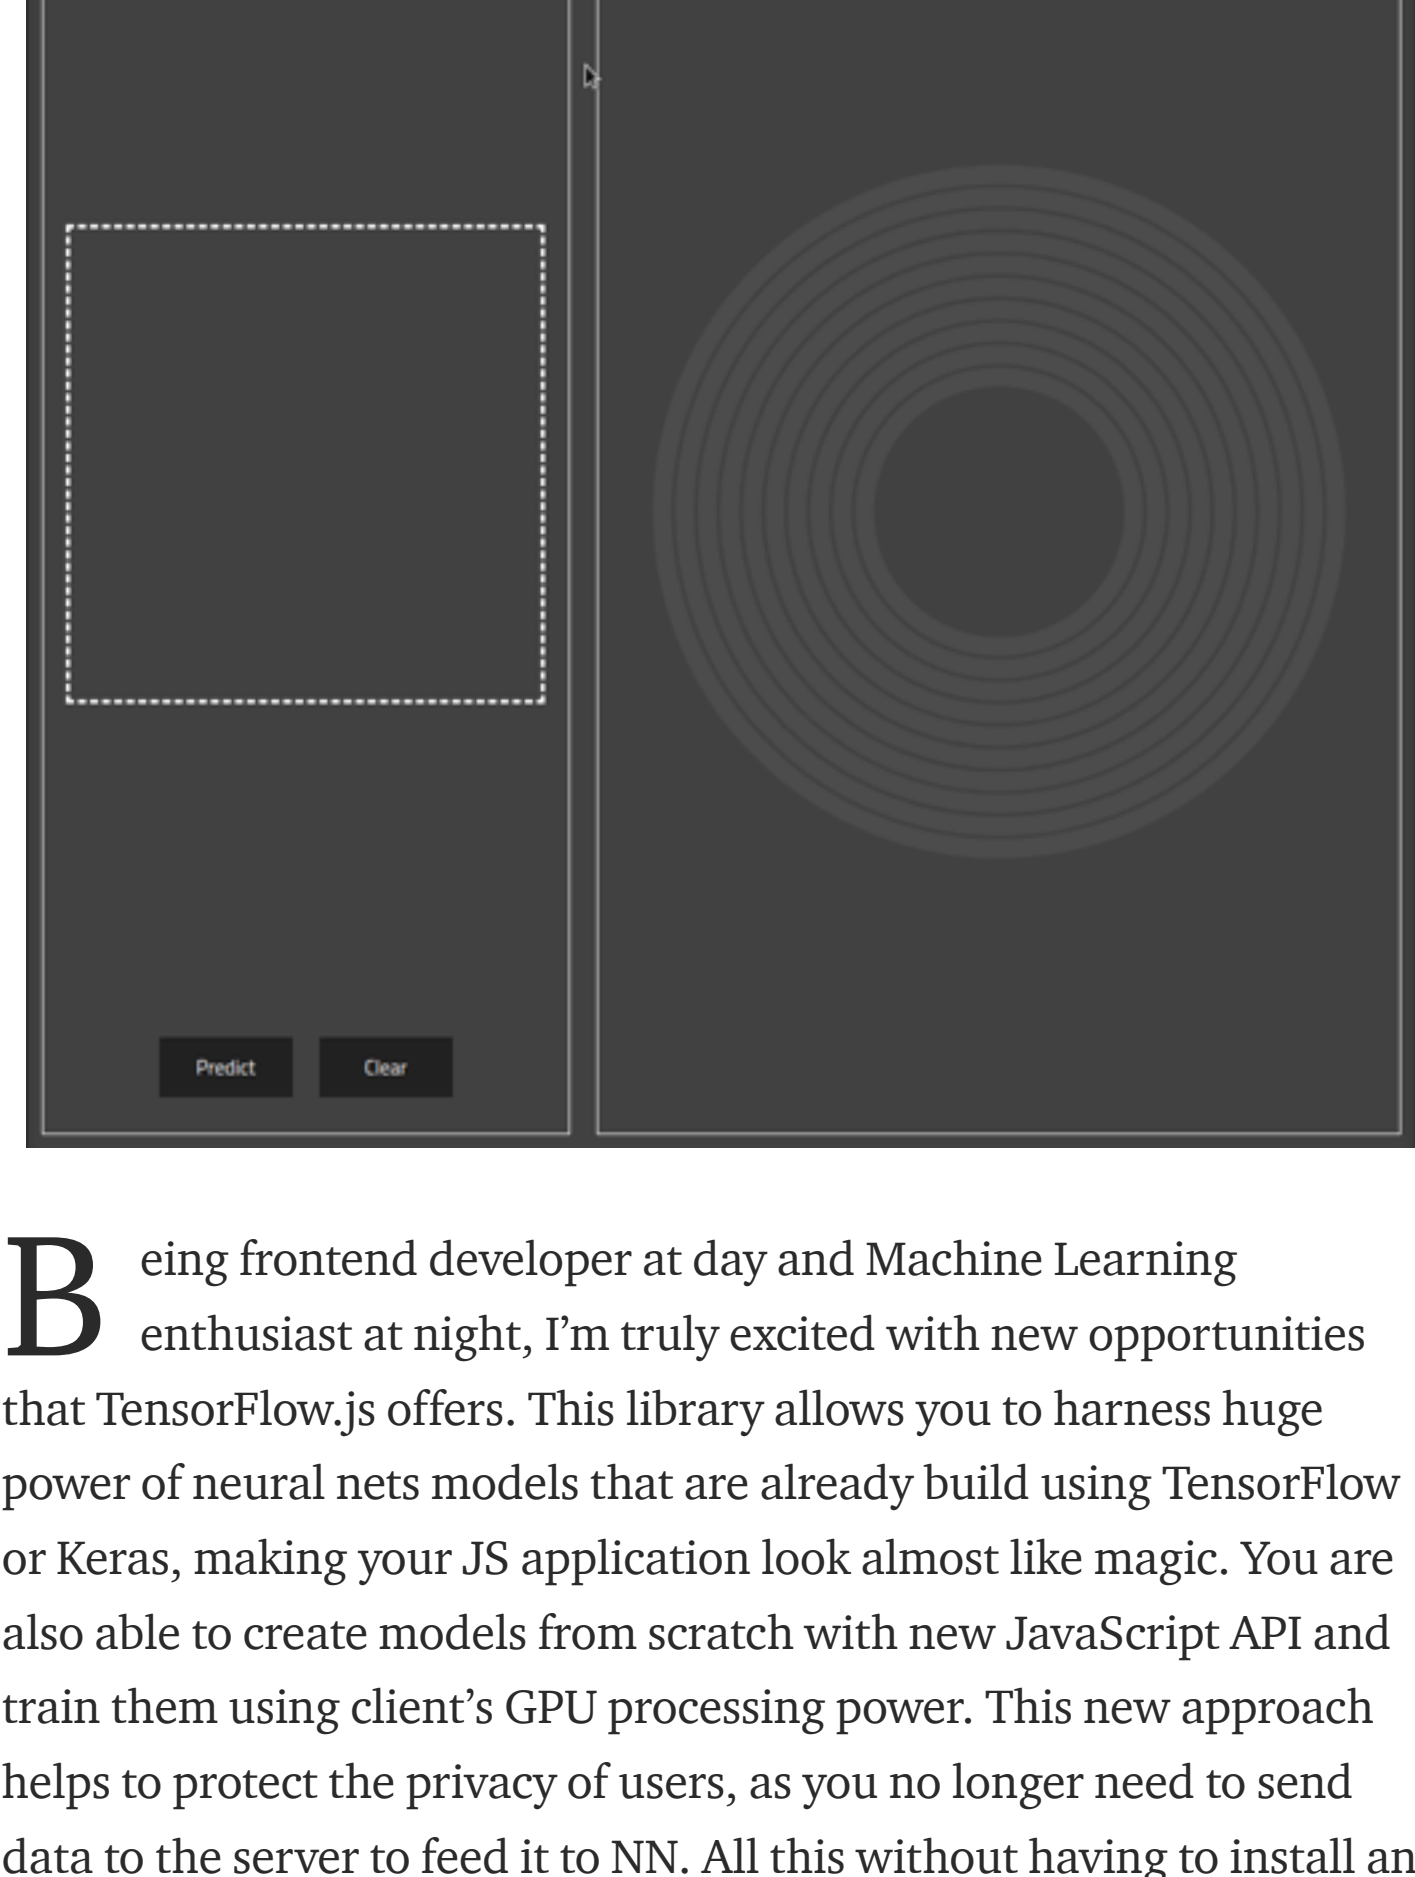 Predict Clear
Being frontend developer at day and Machine Learning
enthusiast at night, I’m truly excited with new opportunities
that TensorFlow.js offers. This library allows you to harness huge
power of neural nets models that are already build using TensorFlow
or Keras, making your JS application look almost like magic. You are
also able to create models from scratch with new JavaScript API and
train them using client’s GPU processing power. This new approach
helps to protect the privacy of users, as you no longer need to send
data to the server to feed it to NN. All this without having to install an